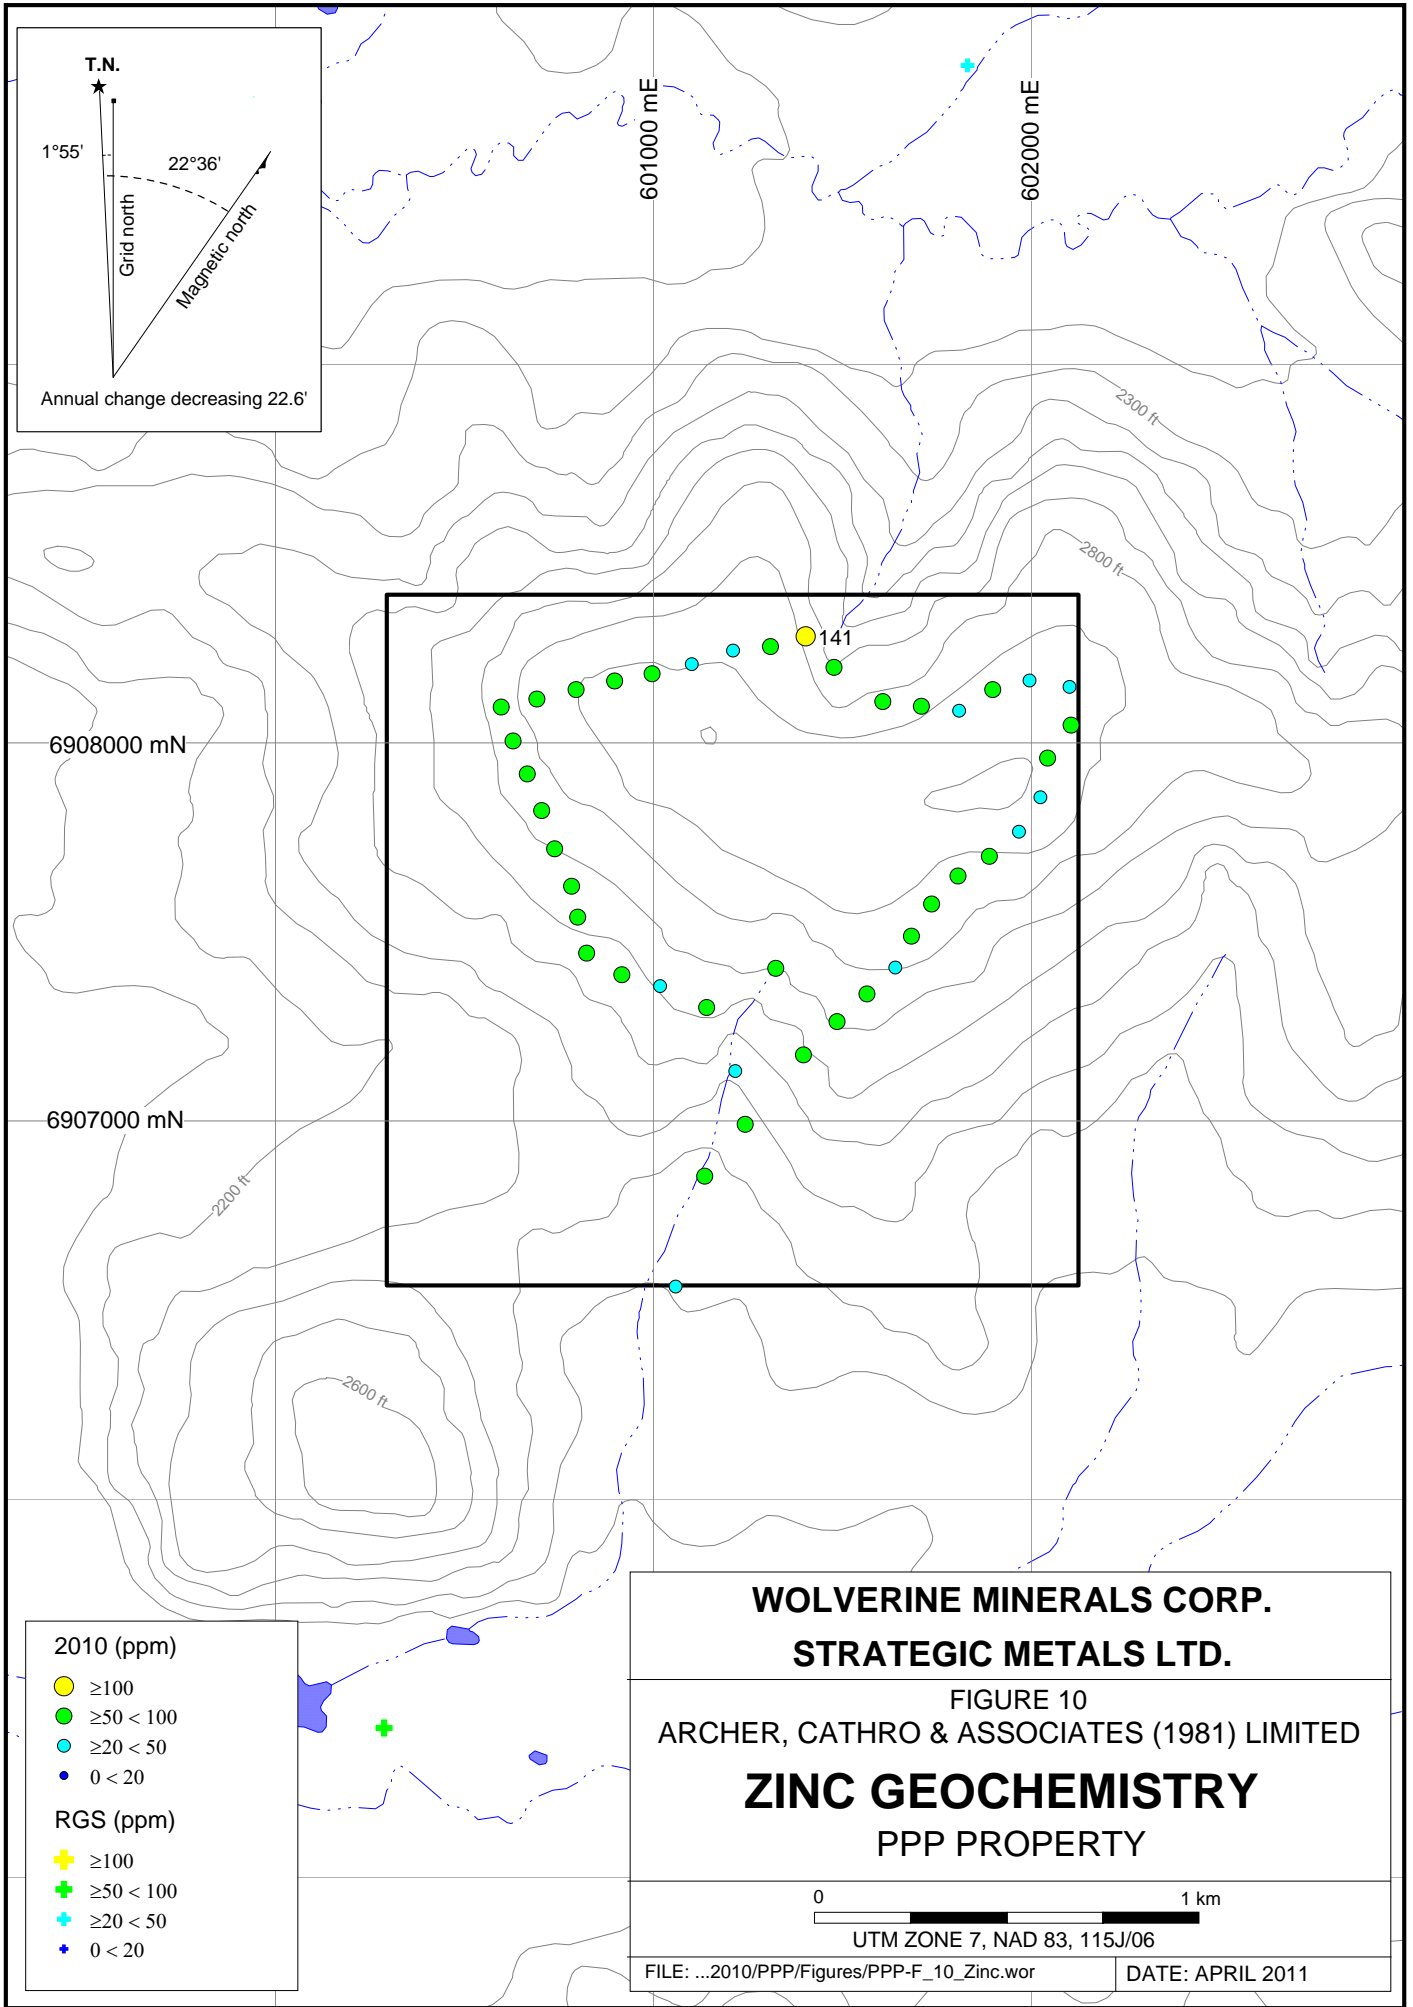 T.N.
1°55'
22°36'
Grid north
Magnetic north
Annual change decreasing 22.6'
601000 mE
602000 mE
2300 ft
2800 ft
141
6908000 mN
6907000 mN
2200 ft
2600 ft
2010 (ppm)
≥100
≥50 < 100
≥20 < 50
0 < 20
RGS (ppm)
≥100
≥50 < 100
≥20 < 50
0 < 20
WOLVERINE MINERALS CORP.
STRATEGIC METALS LTD.
FIGURE 10
ARCHER, CATHRO & ASSOCIATES (1981) LIMITED
ZINC GEOCHEMISTRY
PPP PROPERTY
0 1 km
UTM ZONE 7, NAD 83, 115J/06
FILE: ...2010/PPP/Figures/PPP-F_10_Zinc.wor
DATE: APRIL 2011